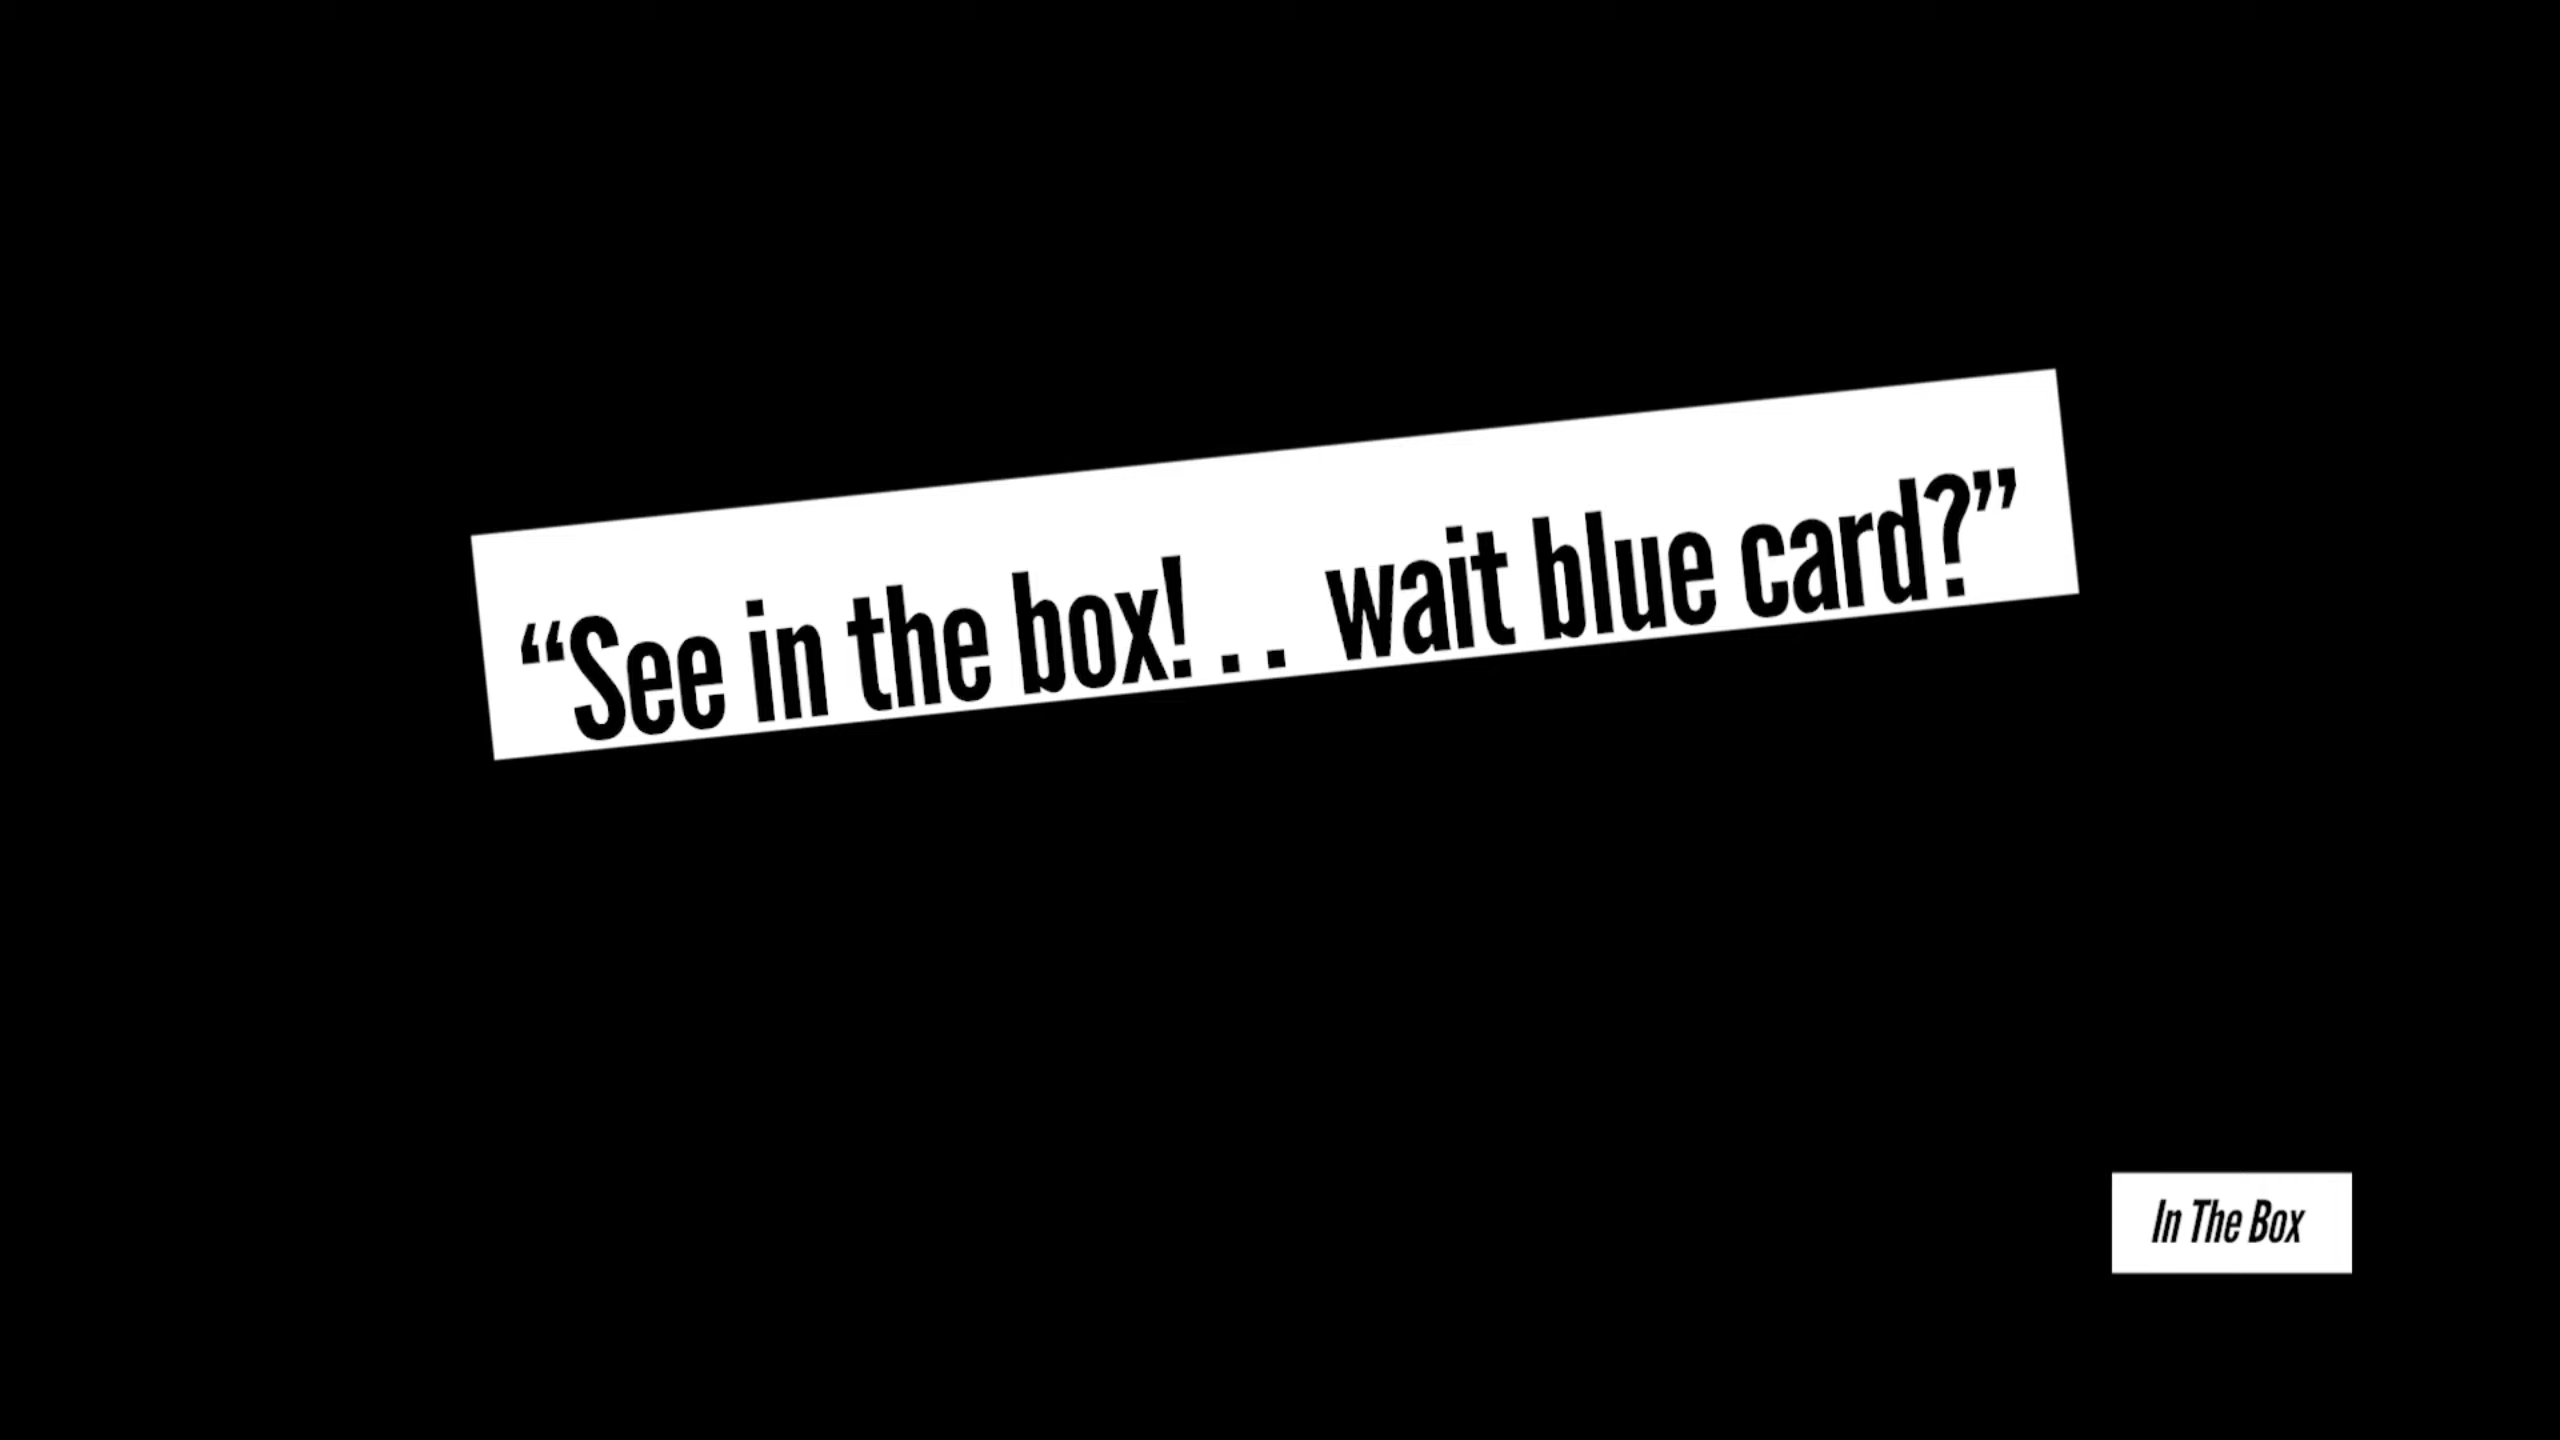 “See in the box! . .  wait blue card?”
In The Box